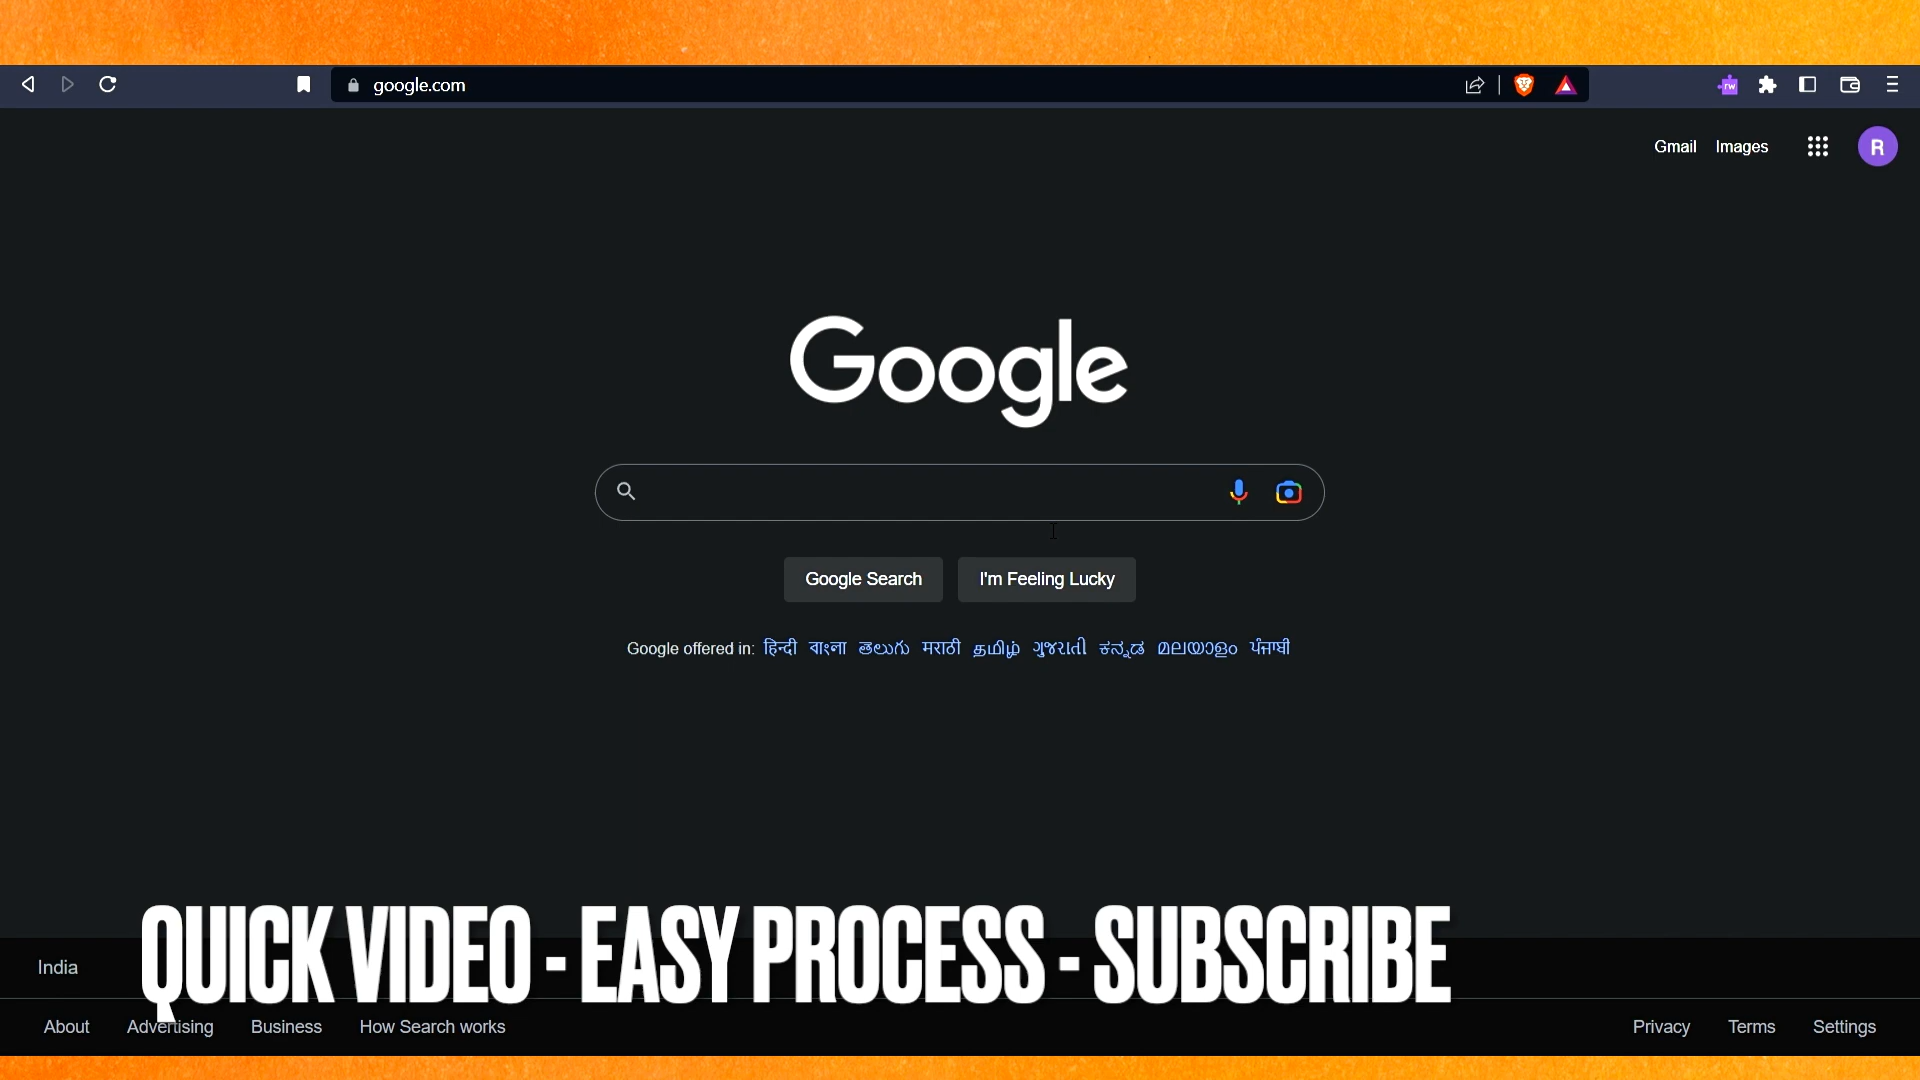 google.com
rw
Gmail Images
R
Google
Google Search I'm Feeling Lucky
Google offered in: हिन्दी বাংলা తెలుగు मराठी தமிழ் ગુજરાતી ಕನ್ನಡ മലയാളം ਪੰਜਾਬੀ
QUICK VIDEO - EASY PROCESS - SUBSCRIBE
India
About Advertising Business How Search works Privacy Terms Settings